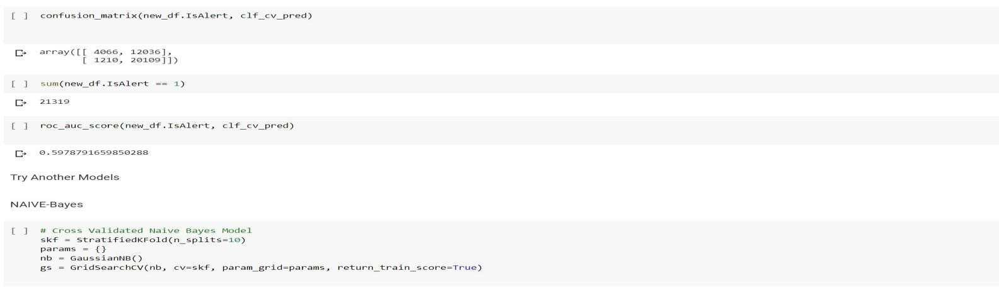 [ ] confusion_matrix(new_df.IsAlert, clf_cv_pred)
array([[ 4066, 12036],
[ 1210, 20109]])
[ ] sum(new_df.IsAlert == 1)
21319
[ ] roc_auc_score(new_df.IsAlert, clf_cv_pred)
0.5978791659850288
Try Another Models
NAIVE-Bayes
[ ] # Cross Validated Naive Bayes Model
skf = StratifiedKFold(n_splits=10)
params = {}
nb = GaussianNB()
gs = GridSearchCV(nb, cv=skf, param_grid=params, return_train_score=True)